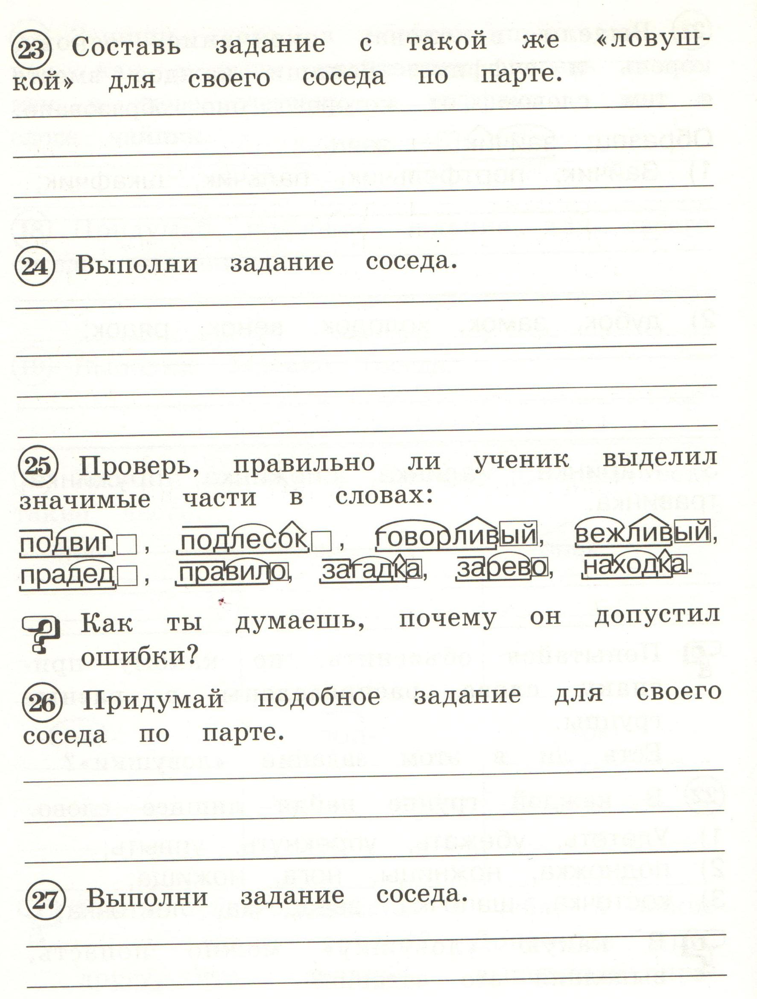 23 Составь задание с такой же «ловуш-
кой» для своего соседа по парте.
24 Выполни задание соседа.
25 Проверь, правильно ли ученик выделил
значимые части в словах:
подвиг, подлесок, говорливый, вежливый,
прадед, правило, загадка, зарево, находка.
? Как ты думаешь, почему он допустил
ошибки?
26 Придумай подобное задание для своего
соседа по парте.
27 Выполни задание соседа.